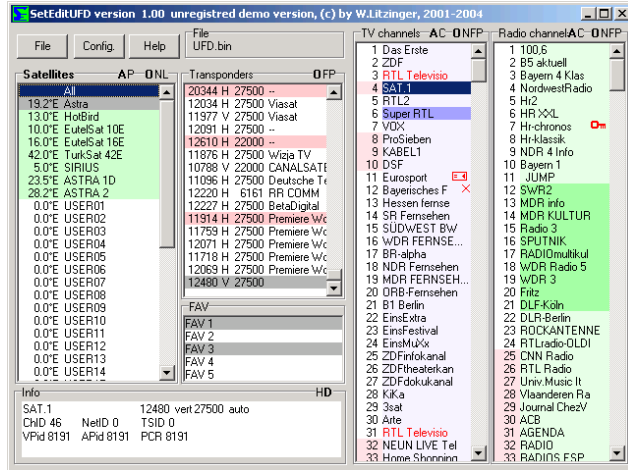 SetEditUFD version 1.00 unregistred demo version, (c) by W.Litzinger, 2001-2004
File
Config.
Help
File
UFD.bin
Satellites AP ONL
All
19.2°E Astra
13.0°E HotBird
10.0°E EutelSat 10E
16.0°E EutelSat 16E
42.0°E TurkSat 42E
5.0°E SIRIUS
23.5°E ASTRA 1D
28.2°E ASTRA 2
0.0°E USER01
0.0°E USER02
0.0°E USER03
0.0°E USER04
0.0°E USER05
0.0°E USER06
0.0°E USER07
0.0°E USER08
0.0°E USER09
0.0°E USER10
0.0°E USER11
0.0°E USER12
0.0°E USER13
0.0°E USER14
Transponders OFP
20344 H 27500 --
12034 H 27500 Viasat
11977 V 27500 Viasat
12091 H 27500 --
12610 H 22000 --
11876 H 27500 Wizja TV
10788 V 22000 CANALSATE
11096 H 27500 Deutsche Te
12220 H 6161 RR COMM
12227 H 27500 BetaDigital
11914 H 27500 Premiere Wo
11759 H 27500 Premiere Wo
12071 H 27500 Premiere Wo
11718 H 27500 Premiere Wo
12069 H 27500 Premiere Wo
12480 V 27500
FAV
FAV 1
FAV 2
FAV 3
FAV 4
FAV 5
Info HD
SAT.1 12480 vert 27500 auto
ChID 46 NetID 0 TSID 0
VPid 8191 APid 8191 PCR 8191
TV channels AC ONFP
1 Das Erste
2 ZDF
3 RTL Televisio
4 SAT.1
5 RTL2
6 Super RTL
7 VOX
8 ProSieben
9 KABEL1
10 DSF
11 Eurosport
12 Bayerisches F
13 Hessen fernse
14 SR Fernsehen
15 SÜDWEST BW
16 WDR FERNSE...
17 BR-alpha
18 NDR Fernsehen
19 MDR FERNSEH...
20 ORB-Fernsehen
21 B1 Berlin
22 EinsExtra
23 EinsFestival
24 EinsMuXx
25 ZDFinfokanal
26 ZDFtheaterkan
27 ZDFdokukanal
28 KiKa
29 3sat
30 Arte
31 RTL Televisio
32 NEUN LIVE Tel
33 Home Shopping
Radio channels AC ONFP
1 100,6
2 B5 aktuell
3 Bayern 4 Klas
4 NordwestRadio
5 Hr2
6 HR XXL
7 Hr-chronos
8 Hr-klassik
9 NDR 4 Info
10 Bayern 1
11 JUMP
12 SWR2
13 MDR info
14 MDR KULTUR
15 Radio 3
16 SPUTNIK
17 RADIOmultikul
18 WDR Radio 5
19 WDR 3
20 Fritz
21 DLF-Köln
22 DLR-Berlin
23 ROCKANTENNE
24 RTLradio-OLDI
25 CNN Radio
26 RTL Radio
27 Univ.Music It
28 Vlaanderen Ra
29 Journal ChezV
30 ACB
31 AGENDA
32 RADIO
33 RADIOS ESP